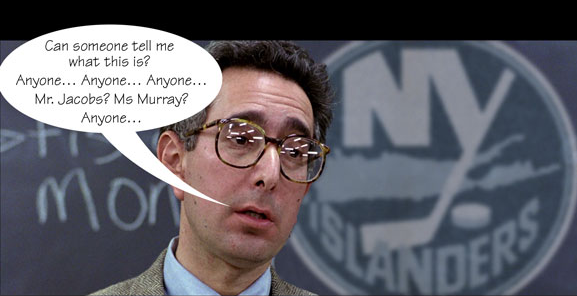 Can someone tell me
what this is?
Anyone... Anyone... Anyone...
Mr. Jacobs? Ms Murray?
Anyone...
NY
ISLANDERS
Mon